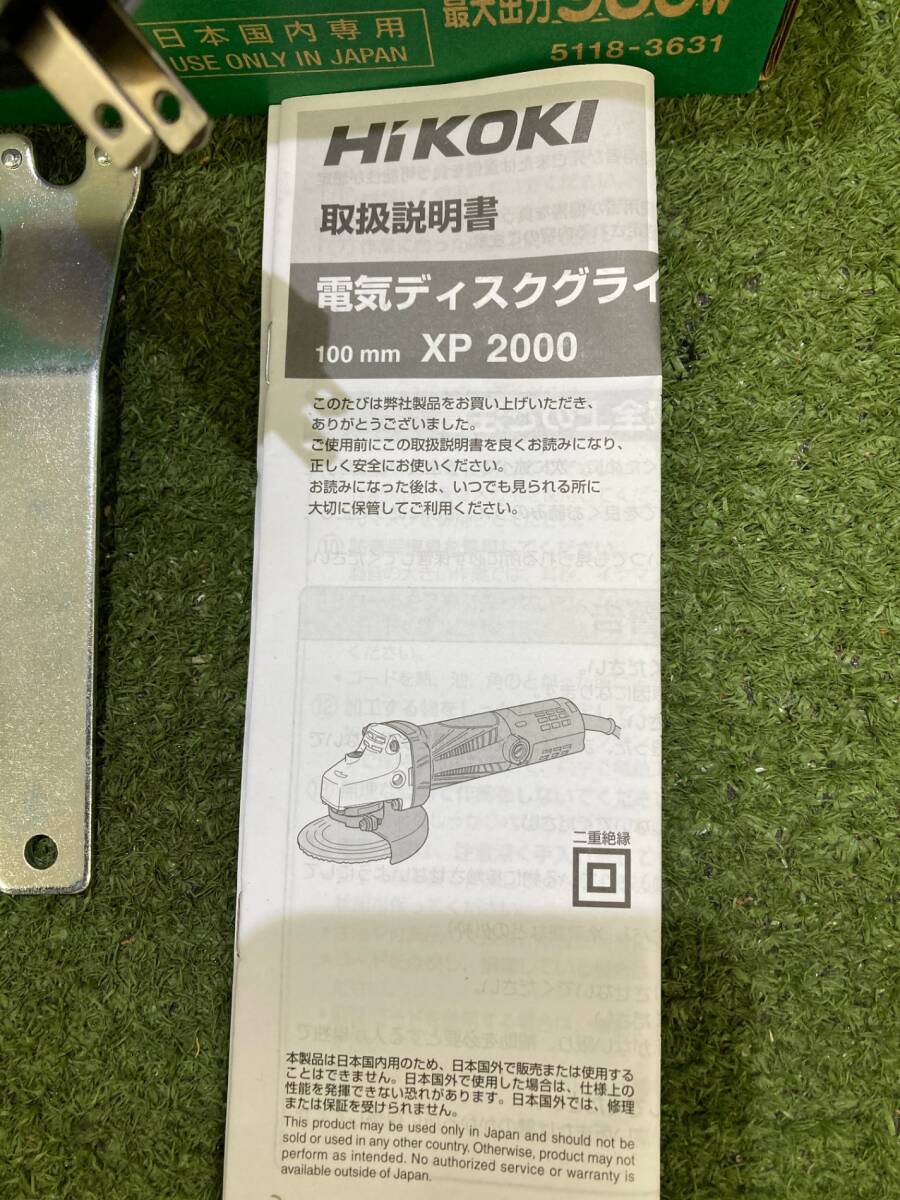 日本国内専用
USE ONLY IN JAPAN
最大出力
5118-3631
HiKOKI
取扱説明書
電気ディスクグライ
100 mm XP 2000
このたびは弊社製品をお買い上げいただき、
ありがとうございました。
ご使用前にこの取扱説明書を良くお読みになり、
正しく安全にお使いください。
お読みになった後は、いつでも見られる所に
大切に保管してご利用ください。
二重絶縁
本製品は日本国内用のため、日本国外で販売または使用する
ことはできません。日本国外で使用した場合は、仕様上の
性能を発揮できない恐れがあります。日本国外では、修理
または保証を受けられません。
This product may be used only in Japan and should not be
sold or used in any other country. Otherwise, product may not
perform as intended. No authorized service or warranty is
available outside of Japan.